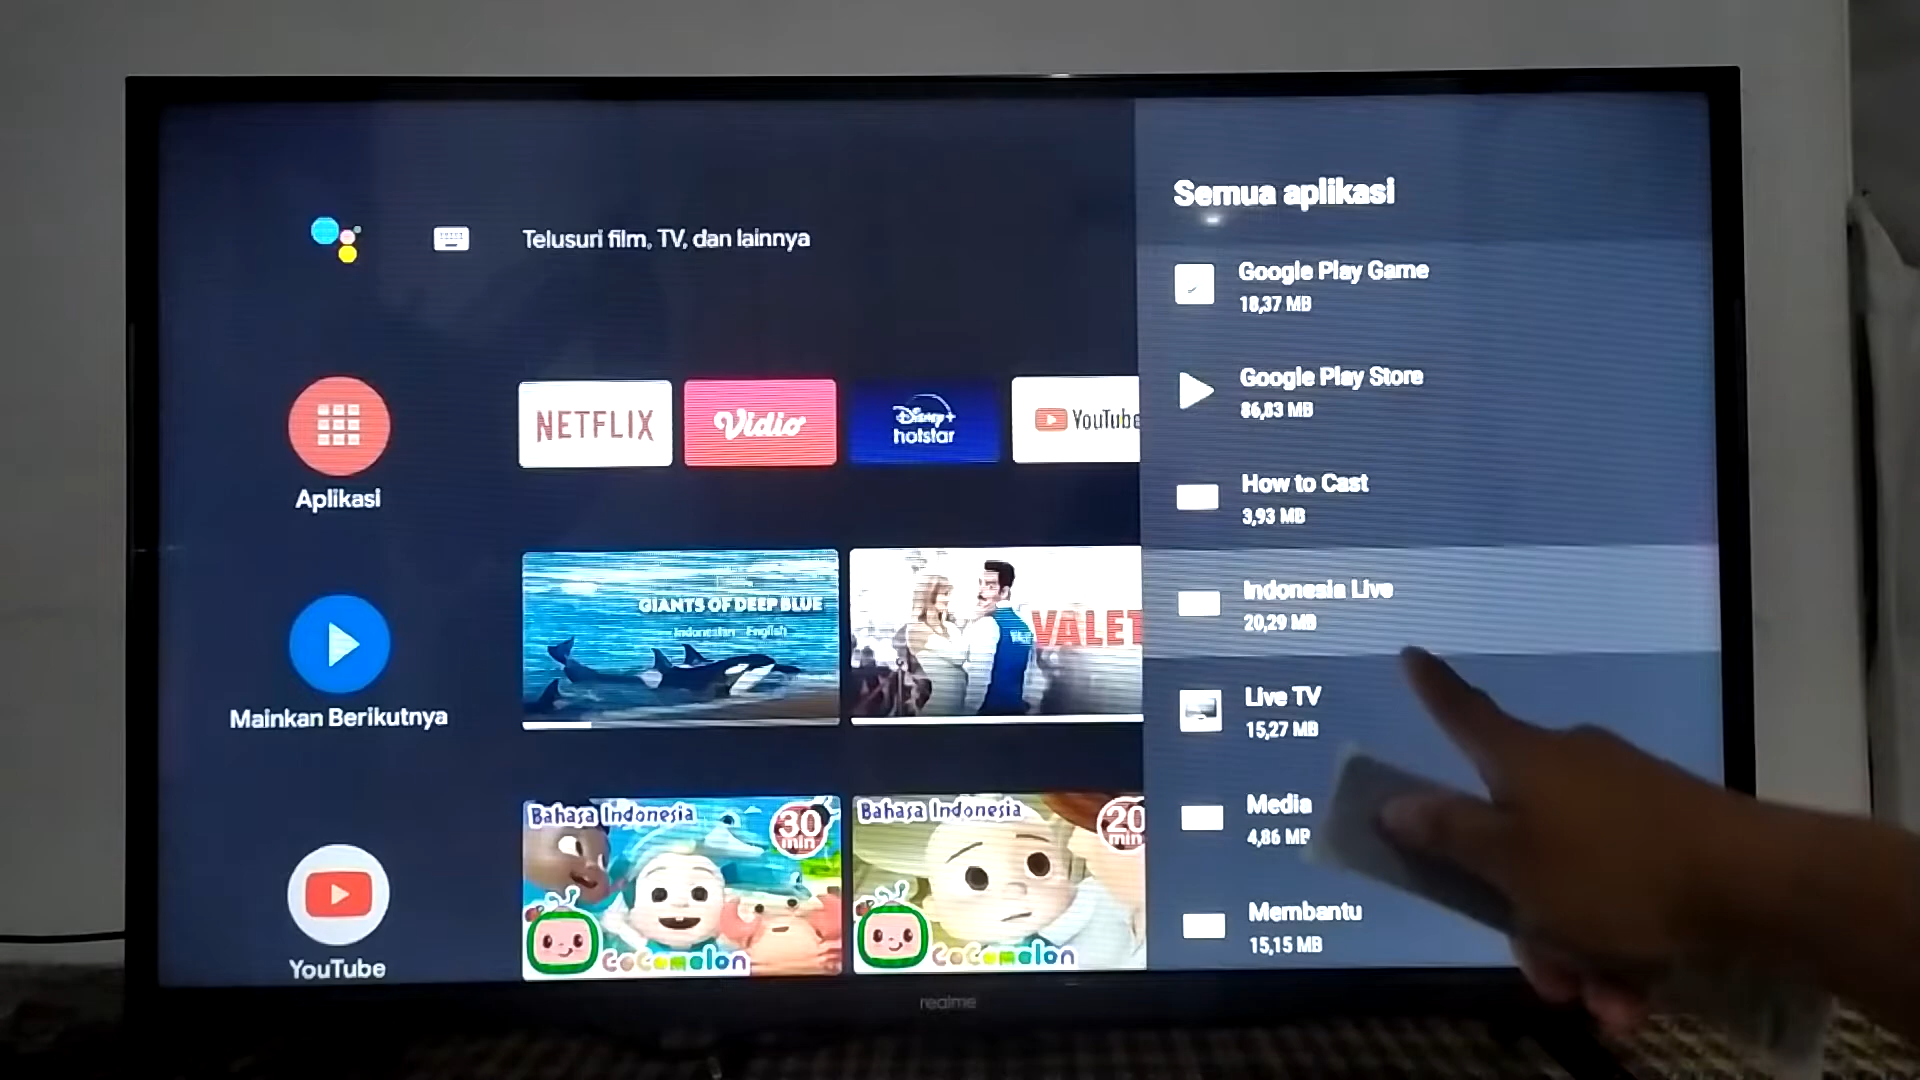 Telusuri film, TV, dan lainnya
NETFLIX
Vidio
Disney+
hotstar
YouTube
Aplikasi
GIANTS OF DEEP BLUE
Indonesian English
VALET
Mainkan Berikutnya
Bahasa Indonesia
30
min
CoComelon
Bahasa Indonesia
20
min
CoComelon
YouTube
Semua aplikasi
Google Play Game
18,37 MB
Google Play Store
86,83 MB
How to Cast
3,93 MB
Indonesia Live
20,29 MB
Live TV
15,27 MB
Media
4,86 MB
Membantu
15,15 MB
realme